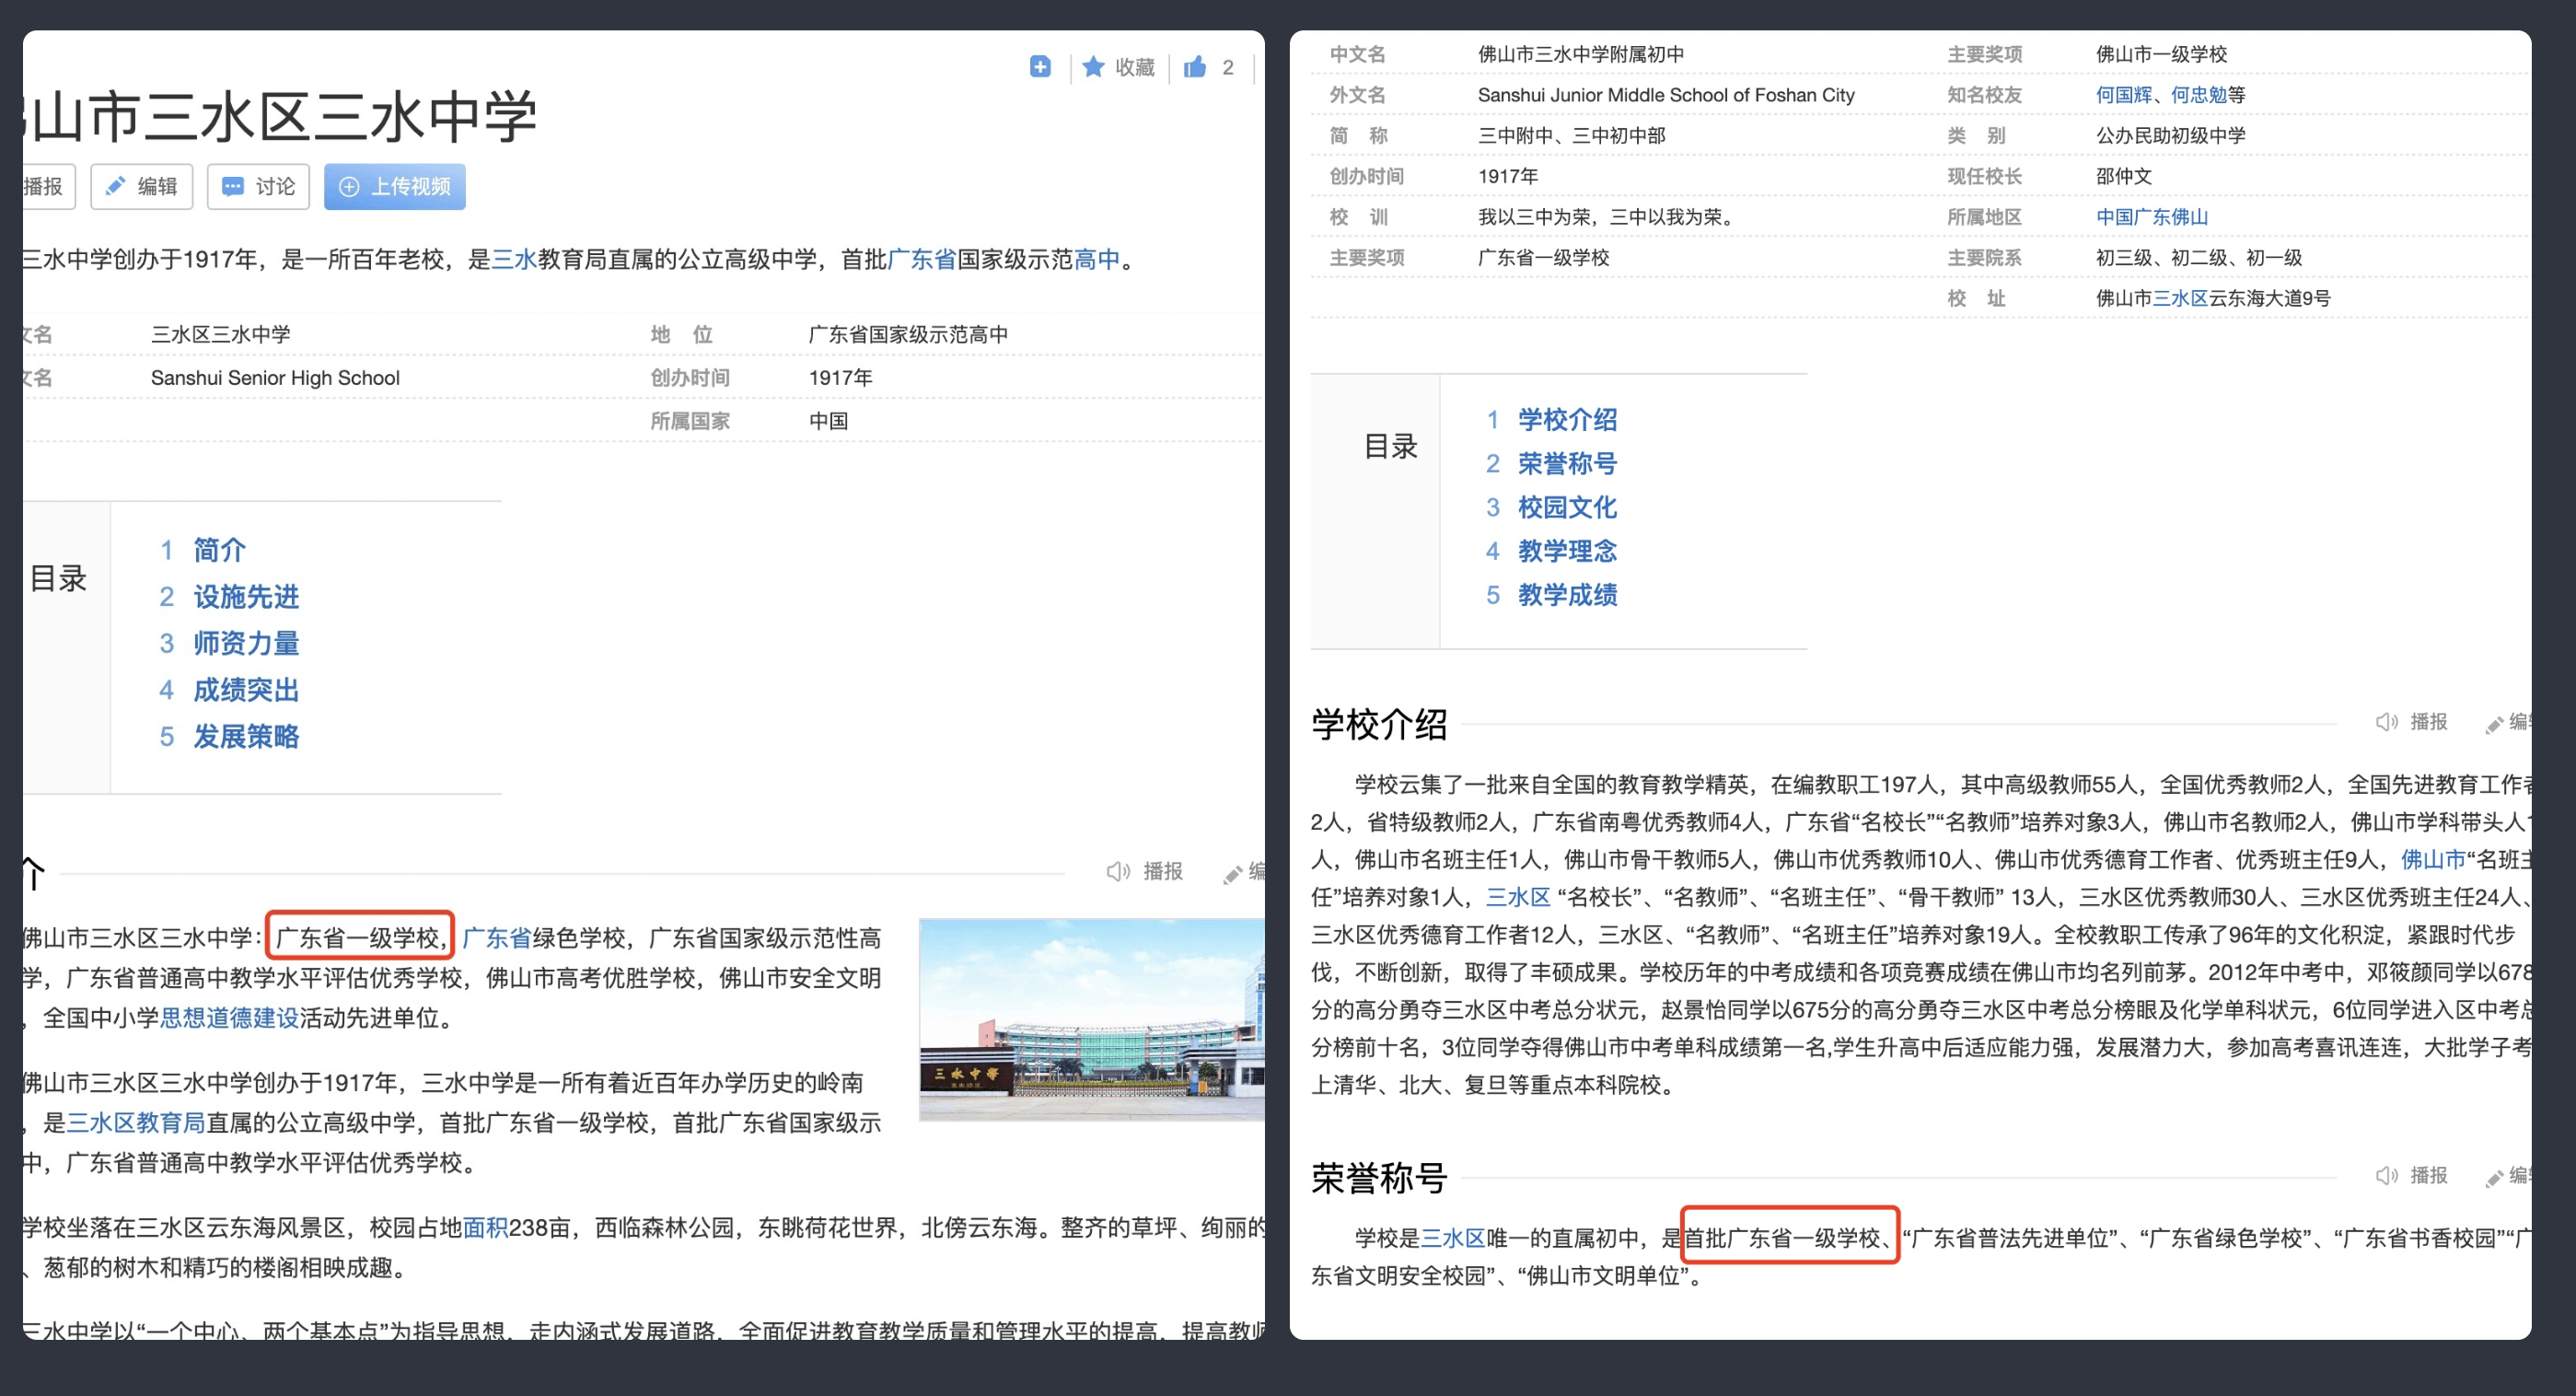 收藏 2
山市三水区三水中学
播报 编辑 讨论 上传视频
三水中学创办于1917年，是一所百年老校，是三水教育局直属的公立高级中学，首批广东省国家级示范高中。
文名 三水区三水中学 地 位 广东省国家级示范高中
文名 Sanshui Senior High School 创办时间 1917年
所属国家 中国
目录
1 简介
2 设施先进
3 师资力量
4 成绩突出
5 发展策略
介 播报 编
佛山市三水区三水中学：广东省一级学校，广东省绿色学校，广东省国家级示范性高
学，广东省普通高中教学水平评估优秀学校，佛山市高考优胜学校，佛山市安全文明
，全国中小学思想道德建设活动先进单位。
三水中学
佛山市三水区三水中学创办于1917年，三水中学是一所有着近百年办学历史的岭南
，是三水区教育局直属的公立高级中学，首批广东省一级学校，首批广东省国家级示
中，广东省普通高中教学水平评估优秀学校。
学校坐落在三水区云东海风景区，校园占地面积238亩，西临森林公园，东眺荷花世界，北傍云东海。整齐的草坪、绚丽的
、葱郁的树木和精巧的楼阁相映成趣。
三水中学以“一个中心、两个基本点”为指导思想，走内涵式发展道路，全面促进教育教学质量和管理水平的提高，提高教师
中文名 佛山市三水中学附属初中 主要奖项 佛山市一级学校
外文名 Sanshui Junior Middle School of Foshan City 知名校友 何国辉、何忠勉等
简 称 三中附中、三中初中部 类 别 公办民助初级中学
创办时间 1917年 现任校长 邵仲文
校 训 我以三中为荣，三中以我为荣。 所属地区 中国广东佛山
主要奖项 广东省一级学校 主要院系 初三级、初二级、初一级
校 址 佛山市三水区云东海大道9号
目录
1 学校介绍
2 荣誉称号
3 校园文化
4 教学理念
5 教学成绩
学校介绍 播报 编辑
学校云集了一批来自全国的教育教学精英，在编教职工197人，其中高级教师55人，全国优秀教师2人，全国先进教育工作者
2人，省特级教师2人，广东省南粤优秀教师4人，广东省“名校长”“名教师”培养对象3人，佛山市名教师2人，佛山市学科带头人1
人，佛山市名班主任1人，佛山市骨干教师5人，佛山市优秀教师10人、佛山市优秀德育工作者、优秀班主任9人，佛山市“名班主
任”培养对象1人，三水区 “名校长”、“名教师”、“名班主任”、“骨干教师” 13人，三水区优秀教师30人、三水区优秀班主任24人、
三水区优秀德育工作者12人，三水区、“名教师”、“名班主任”培养对象19人。全校教职工传承了96年的文化积淀，紧跟时代步
伐，不断创新，取得了丰硕成果。学校历年的中考成绩和各项竞赛成绩在佛山市均名列前茅。2012年中考中，邓筱颜同学以678
分的高分勇夺三水区中考总分状元，赵景怡同学以675分的高分勇夺三水区中考总分榜眼及化学单科状元，6位同学进入区中考总
分榜前十名，3位同学夺得佛山市中考单科成绩第一名,学生升高中后适应能力强，发展潜力大，参加高考喜讯连连，大批学子考
上清华、北大、复旦等重点本科院校。
荣誉称号 播报 编辑
学校是三水区唯一的直属初中，是首批广东省一级学校、“广东省普法先进单位”、“广东省绿色学校”、“广东省书香校园”“广
东省文明安全校园”、“佛山市文明单位”。